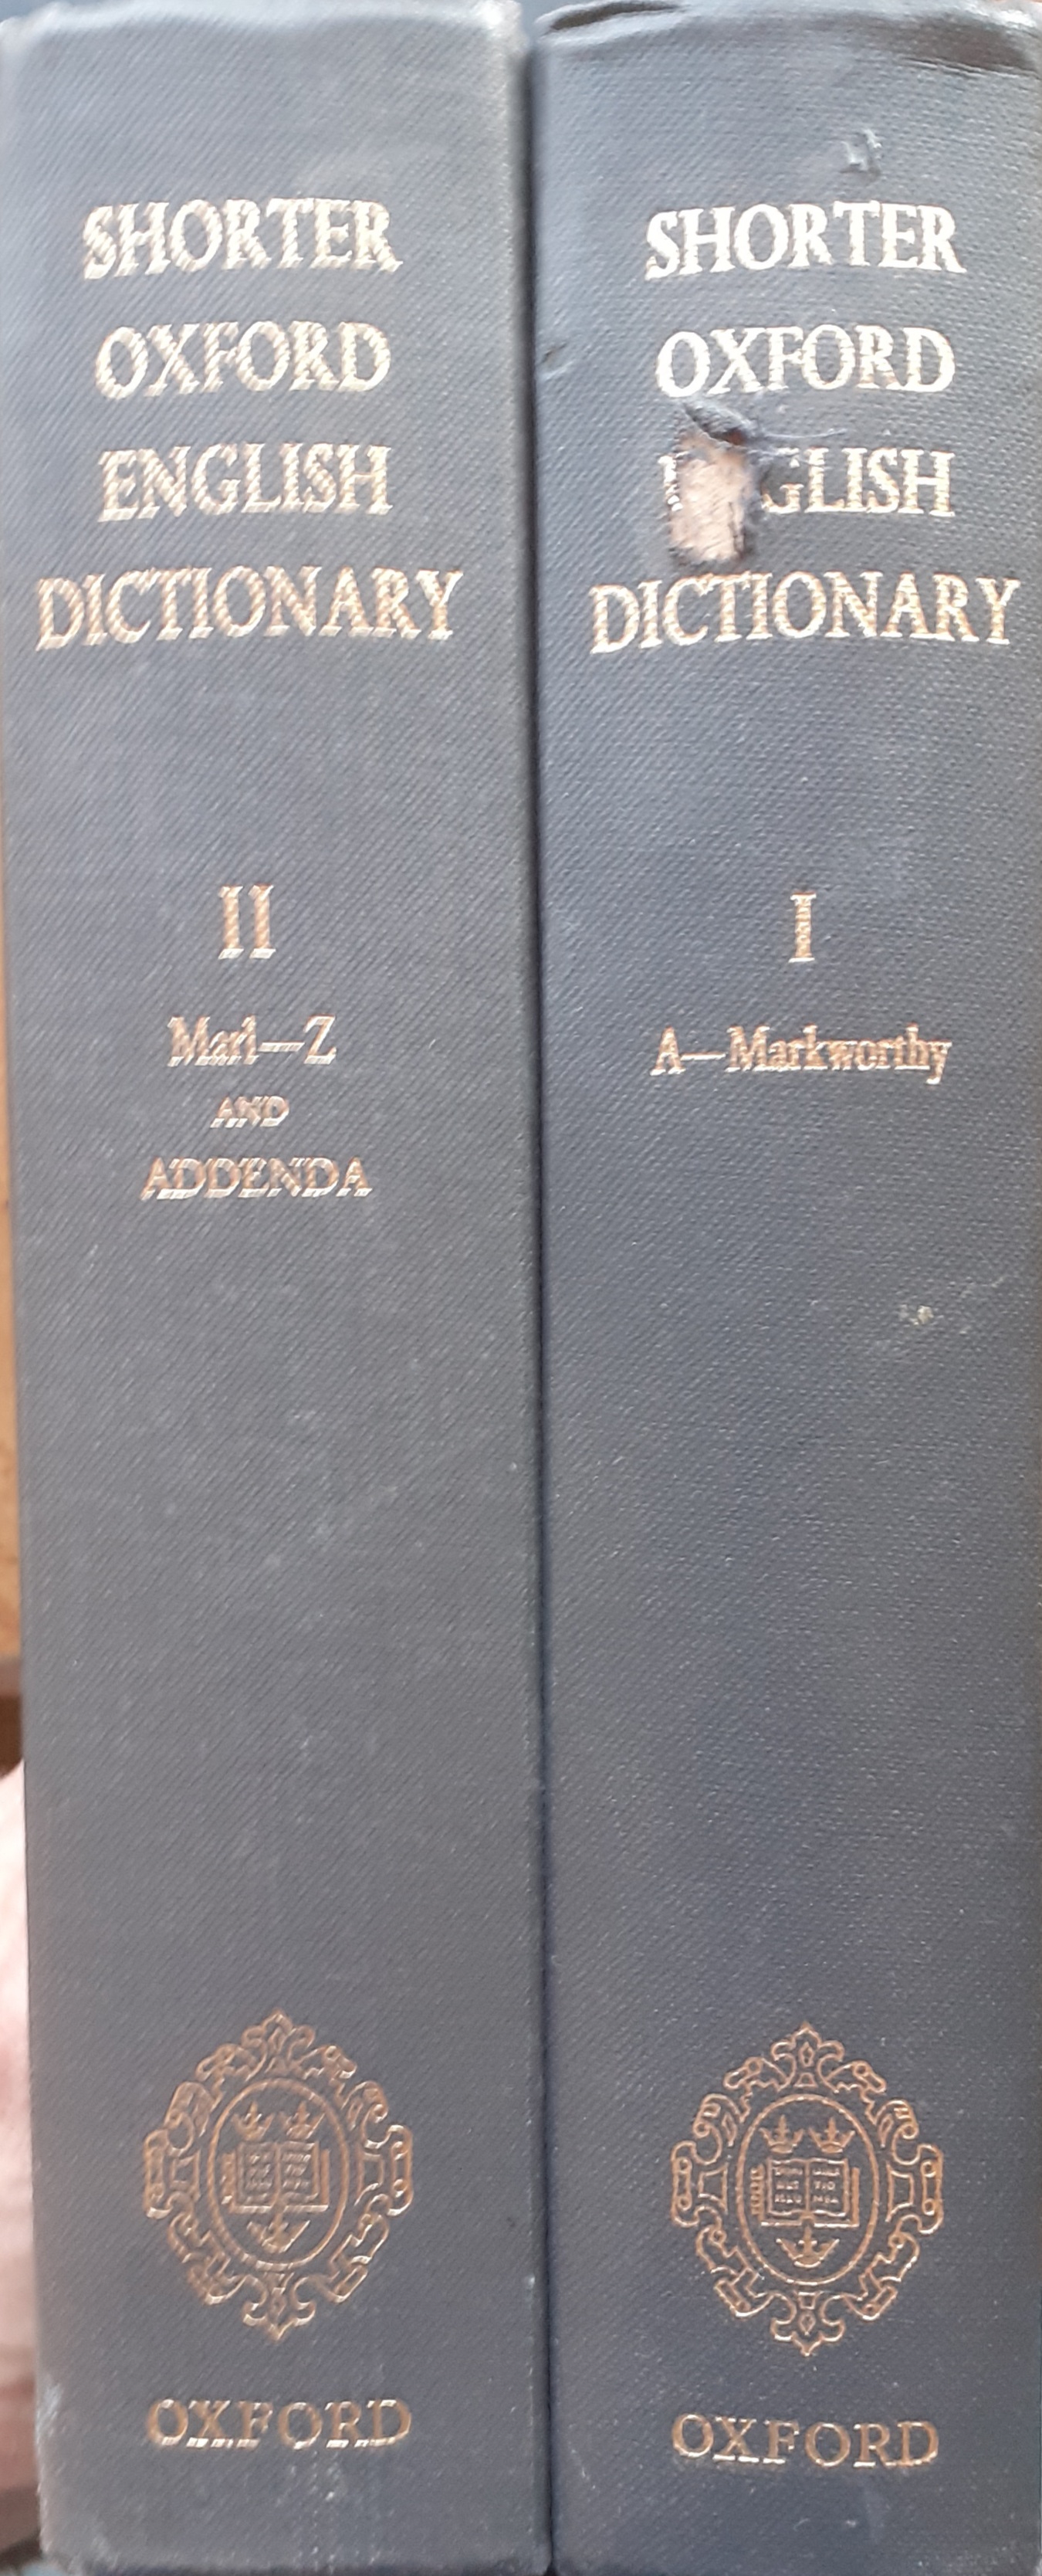 SHORTER
OXFORD
ENGLISH
DICTIONARY
II
Marl—Z
AND
ADDENDA
OXFORD
SHORTER
OXFORD
GLISH
DICTIONARY
I
A—Markworthy
OXFORD